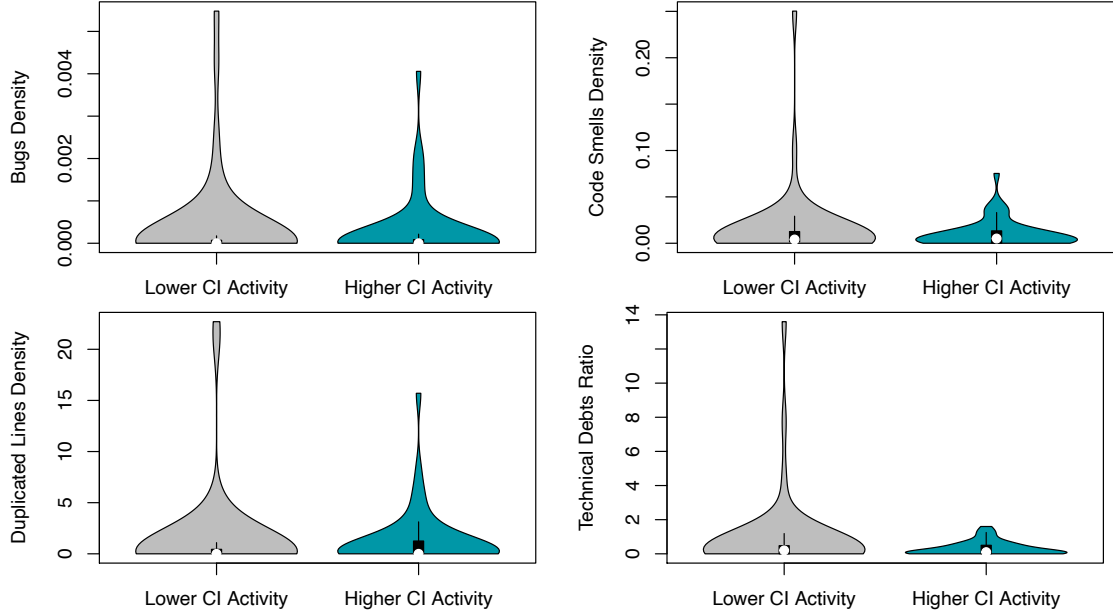 Bugs Density
0.004
0.002
0.000
Lower CI Activity Higher CI Activity
Code Smells Density
0.20
0.10
0.00
Lower CI Activity Higher CI Activity
Duplicated Lines Density
20
15
10
5
0
Lower CI Activity Higher CI Activity
Technical Debts Ratio
14
10
8
6
4
2
0
Lower CI Activity Higher CI Activity